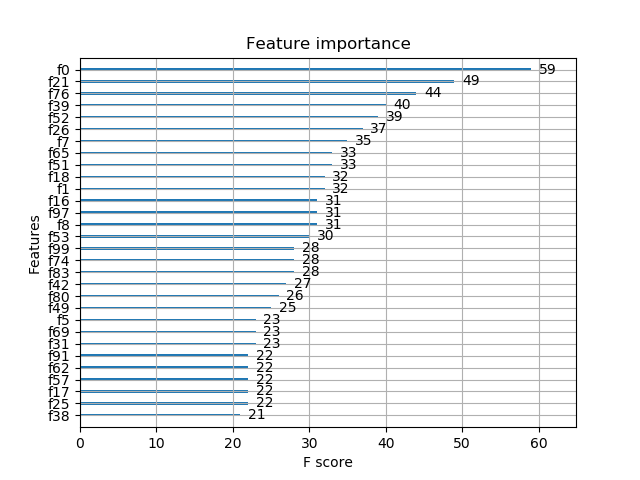 Feature importance
Features
f0 59
f21 49
f76 44
f39 40
f52 39
f26 37
f7 35
f65 33
f51 33
f18 32
f1 32
f16 31
f97 31
f8 31
f53 30
f99 28
f74 28
f83 28
f42 27
f80 26
f49 25
f5 23
f69 23
f31 23
f91 22
f62 22
f57 22
f17 22
f25 22
f38 21
0 10 20 30 40 50 60
F score